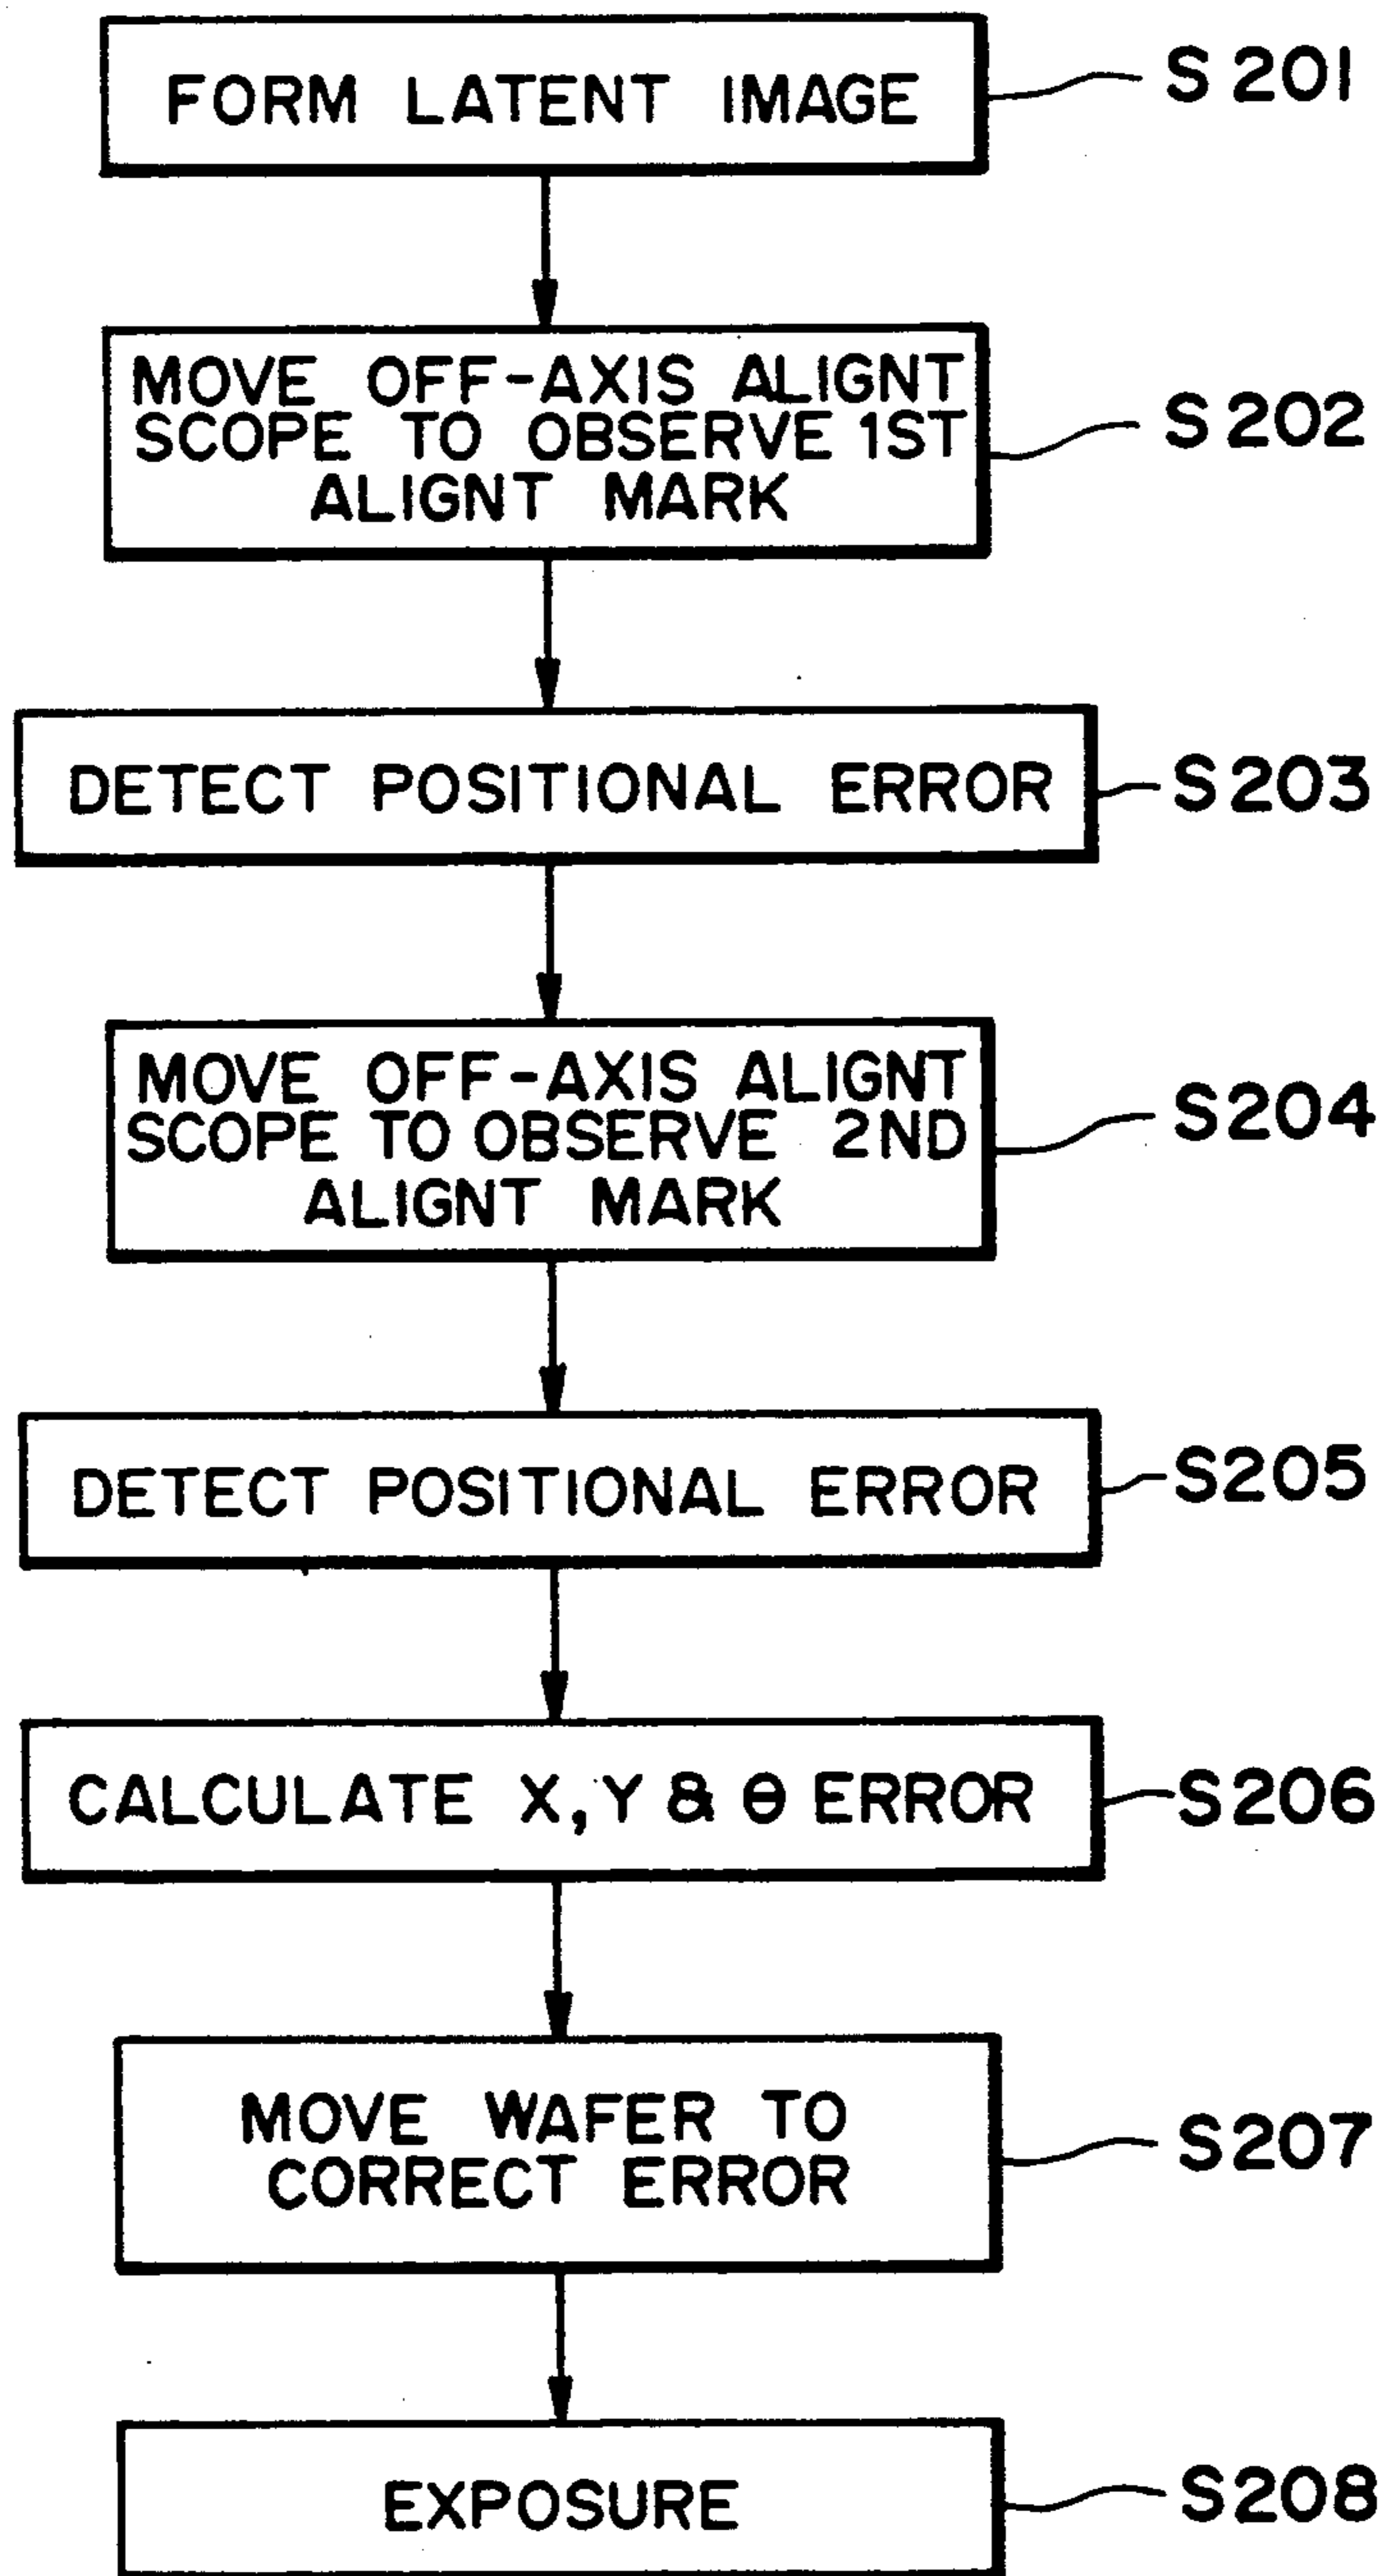 FORM LATENT IMAGE
S201
MOVE OFF-AXIS ALIGNT
SCOPE TO OBSERVE 1ST
ALIGNT MARK
S202
DETECT POSITIONAL ERROR
S203
MOVE OFF-AXIS ALIGNT
SCOPE TO OBSERVE 2ND
ALIGNT MARK
S204
DETECT POSITIONAL ERROR
S205
CALCULATE X, Y & θ ERROR
S206
MOVE WAFER TO
CORRECT ERROR
S207
EXPOSURE
S208